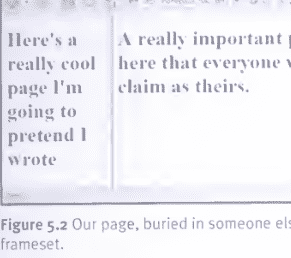 Here's a
really cool
page I'm
going to
pretend I
wrote
A really important
here that everyone
claim as theirs.
Figure 5.2 Our page, buried in someone
frameset.